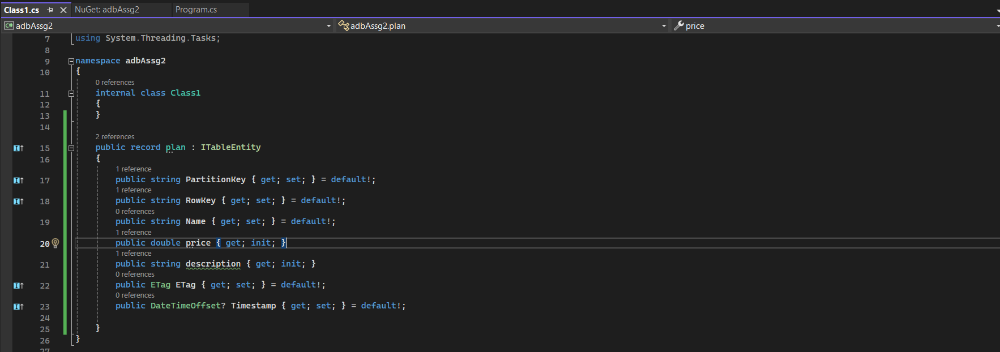 Class1.cs NuGet: adbAssg2 Program.cs
C# adbAssg2 adbAssg2.plan price
7 using System.Threading.Tasks;
8
9 namespace adbAssg2
10 {
0 references
11 internal class Class1
12 {
13 }
14
2 references
15 public record plan : ITableEntity
16 {
1 reference
17 public string PartitionKey { get; set; } = default!;
1 reference
18 public string RowKey { get; set; } = default!;
0 references
19 public string Name { get; set; } = default!;
1 reference
20 public double price { get; init; }
1 reference
21 public string description { get; init; }
0 references
22 public ETag ETag { get; set; } = default!;
0 references
23 public DateTimeOffset? Timestamp { get; set; } = default!;
24
25 }
26 }
27